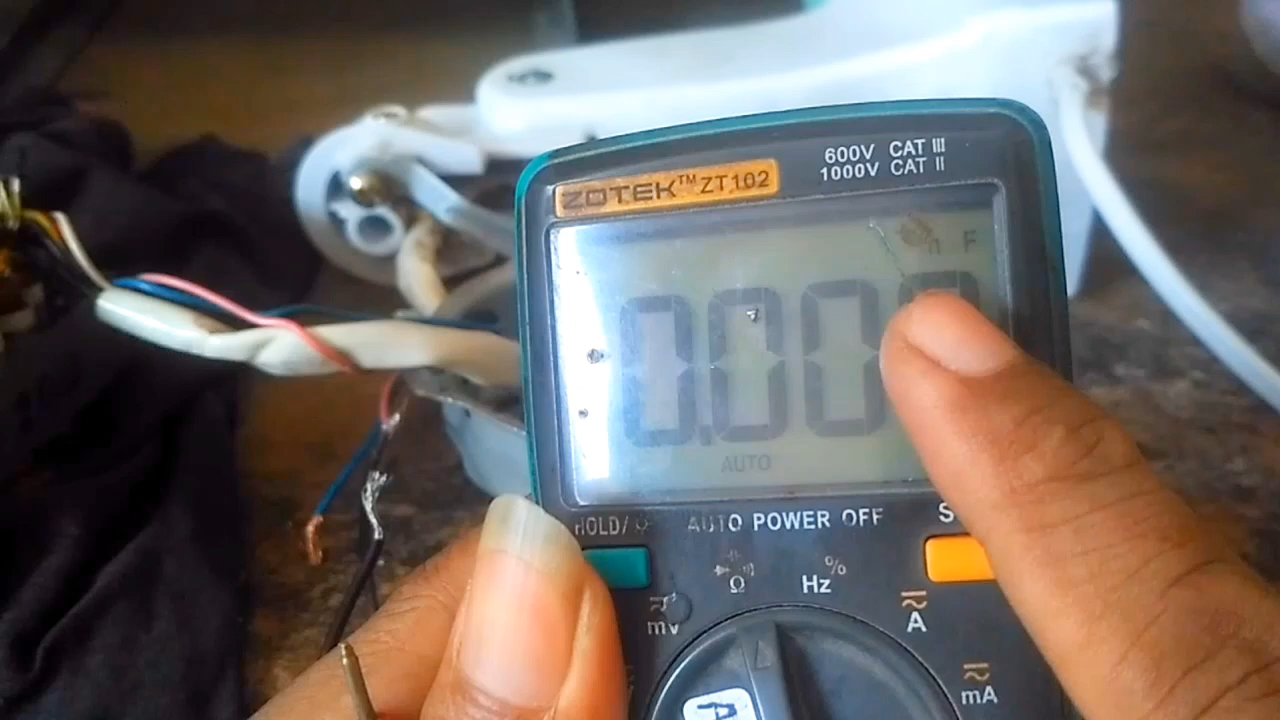 600V CAT III
1000V CAT II
ZOTEK™ ZT102
n F
0.00
AUTO
HOLD/
AUTO POWER OFF
S
Hz %
Ω
mV
A
mA